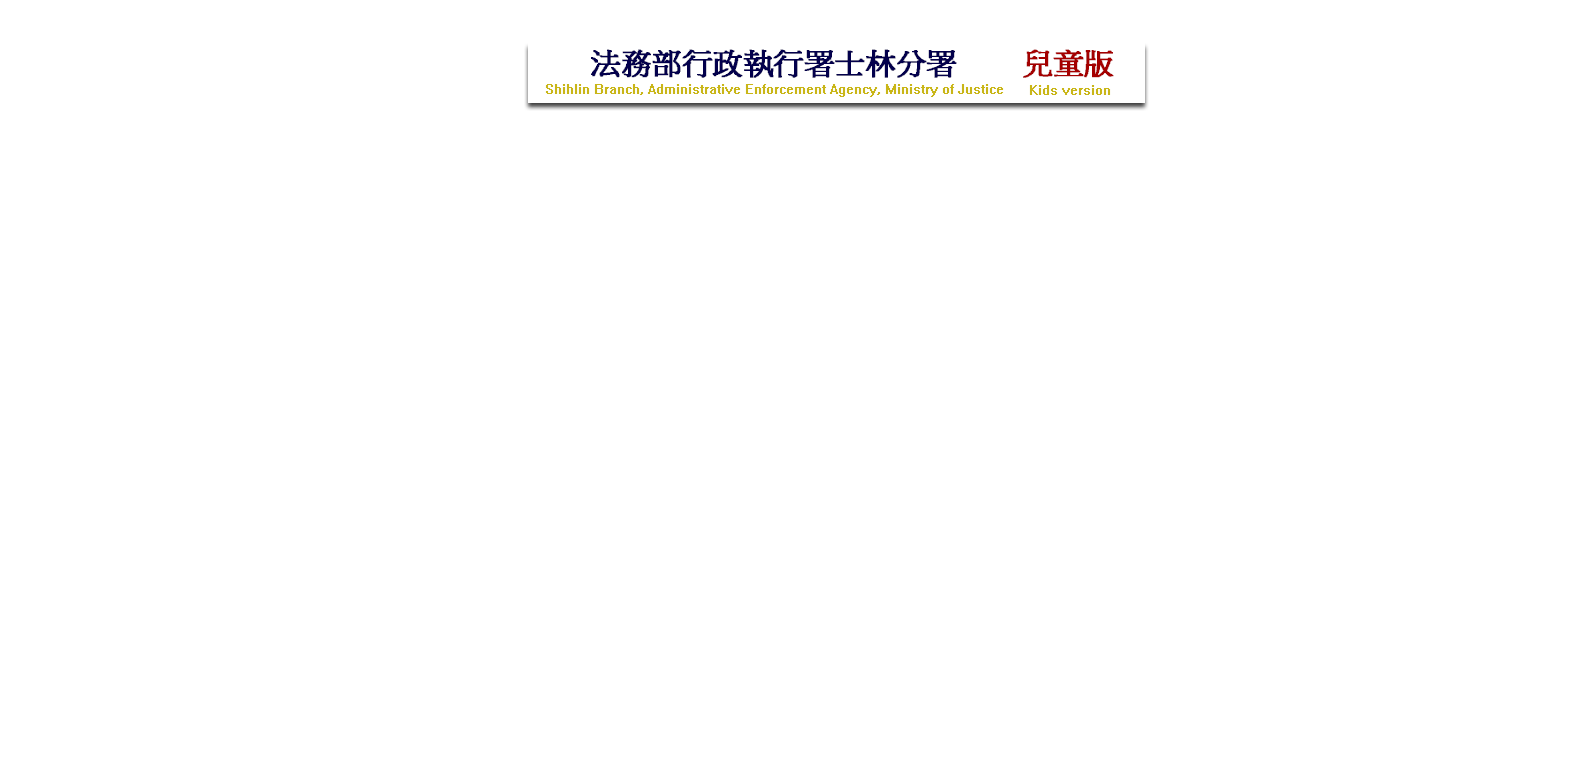 法務部行政執行署士林分署 兒童版
Shihlin Branch, Administrative Enforcement Agency, Ministry of Justice Kids version